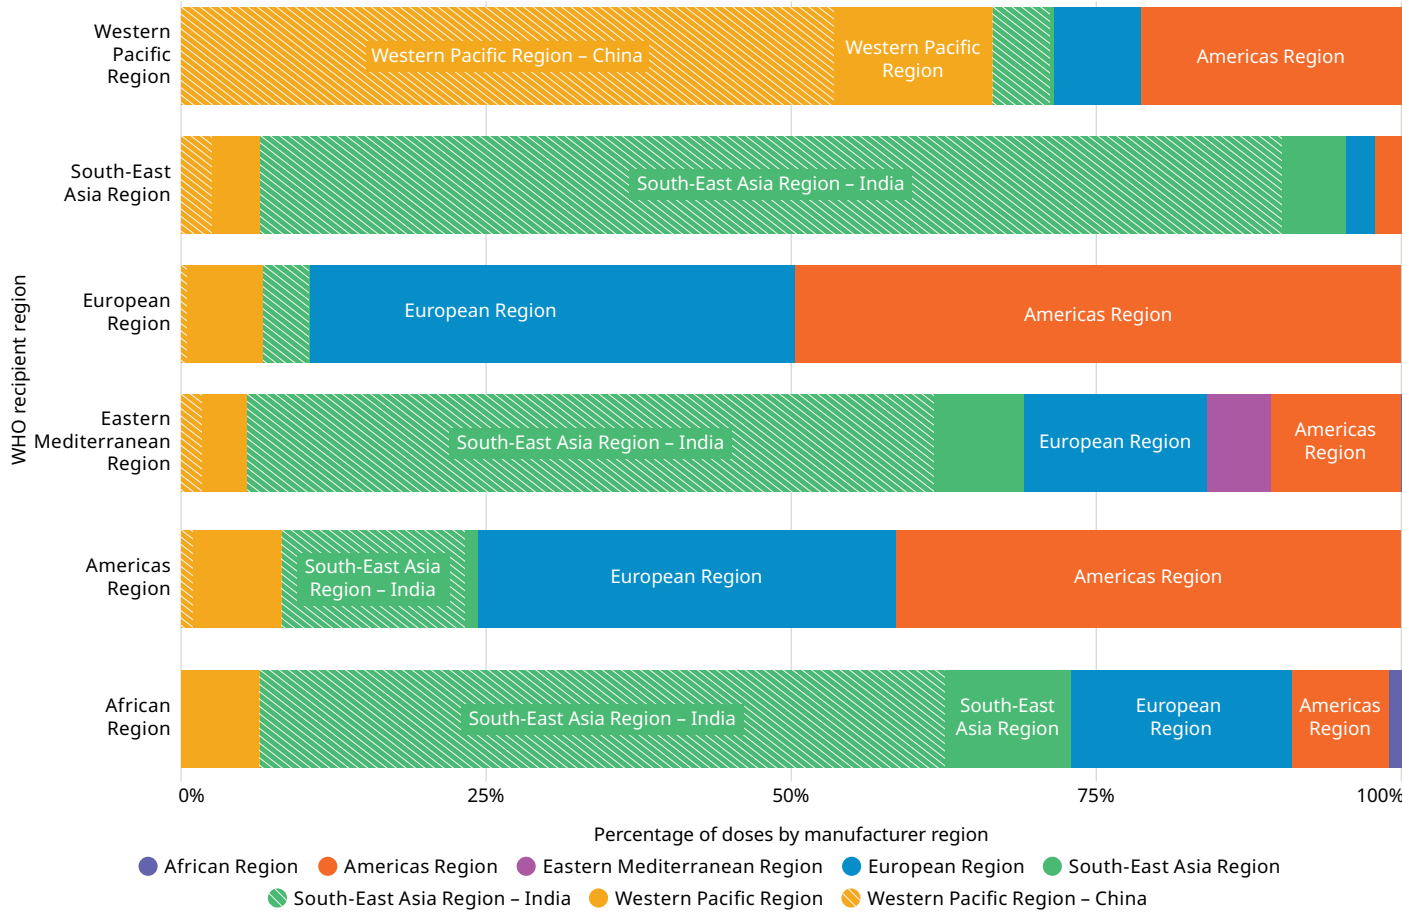 Western
Pacific
Region
Western Pacific Region – China
Western Pacific
Region
Americas Region
South-East
Asia Region
South-East Asia Region – India
European
Region
European Region
Americas Region
Eastern
Mediterranean
Region
South-East Asia Region – India
European Region
Americas
Region
Americas
Region
South-East Asia
Region – India
European Region
Americas Region
African
Region
South-East Asia Region – India
South-East
Asia Region
European
Region
Americas
Region
WHO recipient region
0% 25% 50% 75% 100%
Percentage of doses by manufacturer region
African Region Americas Region Eastern Mediterranean Region European Region South-East Asia Region
South-East Asia Region – India Western Pacific Region Western Pacific Region – China